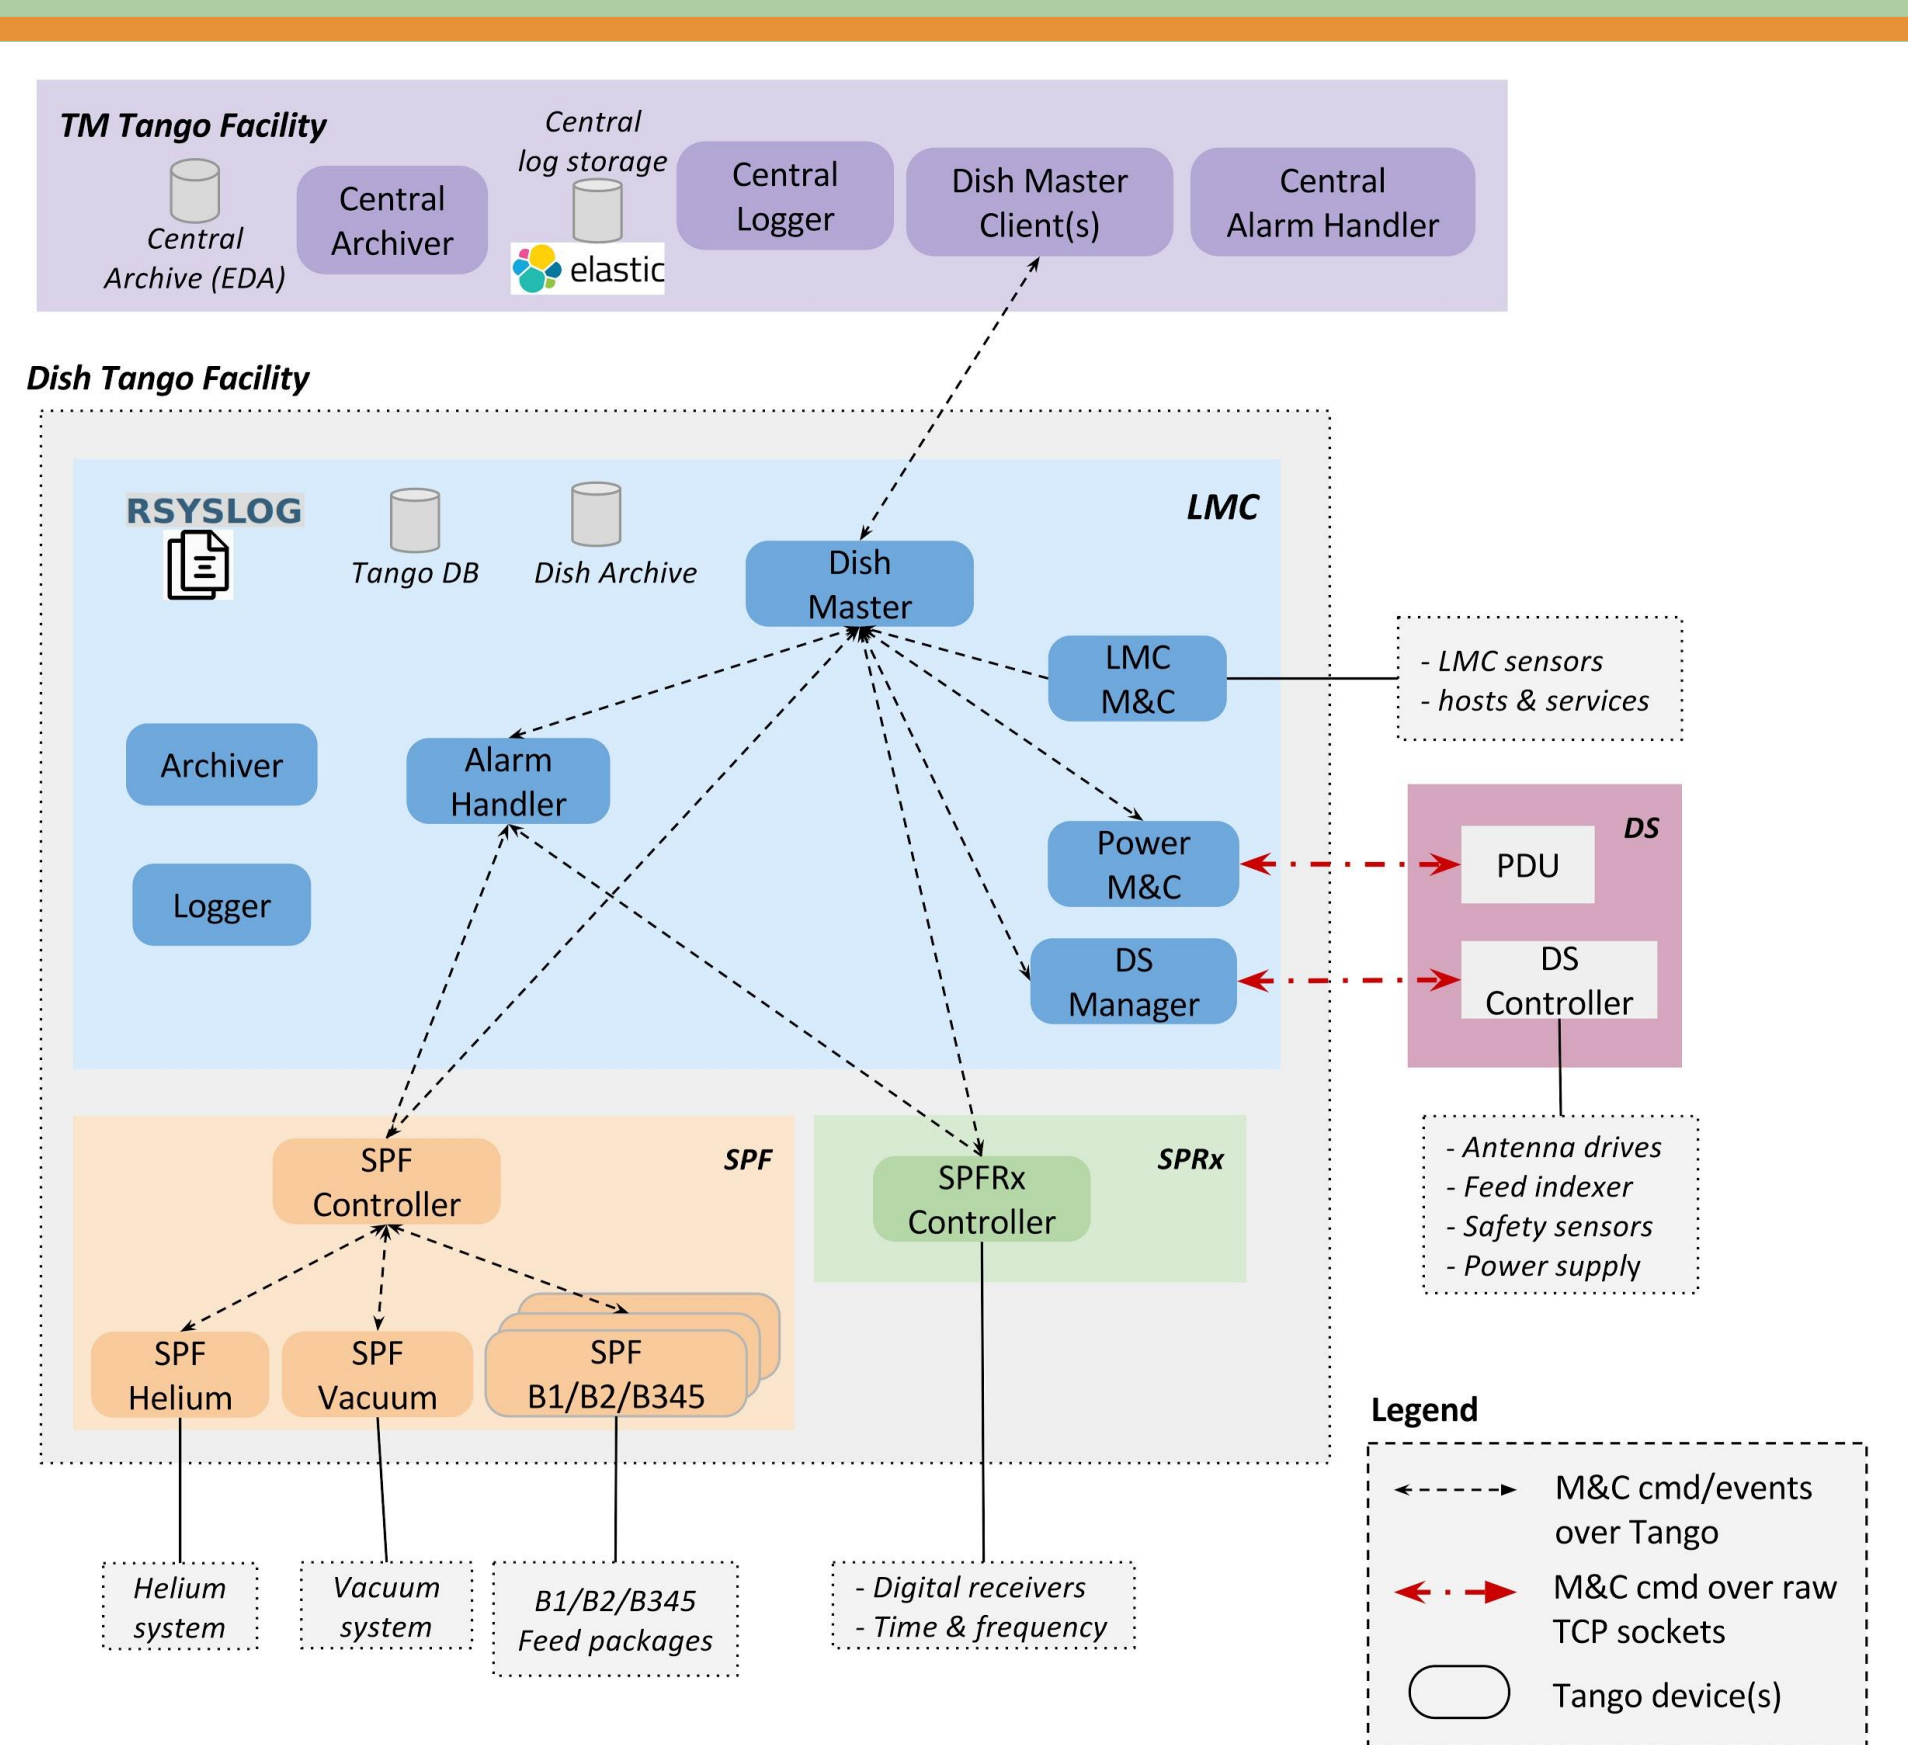 TM Tango Facility
Central
Archive (EDA)
Central
Archiver
Central
log storage
elastic
Central
Logger
Dish Master
Client(s)
Central
Alarm Handler
Dish Tango Facility
LMC
RSYSLOG
Tango DB
Dish Archive
Dish
Master
LMC
M&C
- LMC sensors
- hosts & services
Archiver
Alarm
Handler
Logger
Power
M&C
DS
Manager
DS
PDU
DS
Controller
- Antenna drives
- Feed indexer
- Safety sensors
- Power supply
SPF
SPF
Controller
SPF
Helium
SPF
Vacuum
SPF
B1/B2/B345
SPRx
SPFRx
Controller
Helium
system
Vacuum
system
B1/B2/B345
Feed packages
- Digital receivers
- Time & frequency
Legend
M&C cmd/events
over Tango
M&C cmd over raw
TCP sockets
Tango device(s)